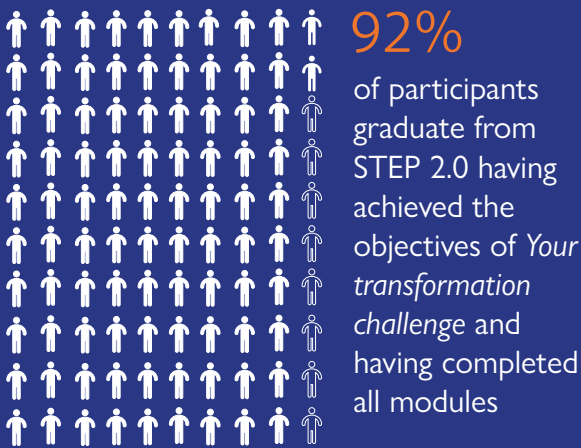 92%
of participants
graduate from
STEP 2.0 having
achieved the
objectives of Your
transformation
challenge and
having completed
all modules